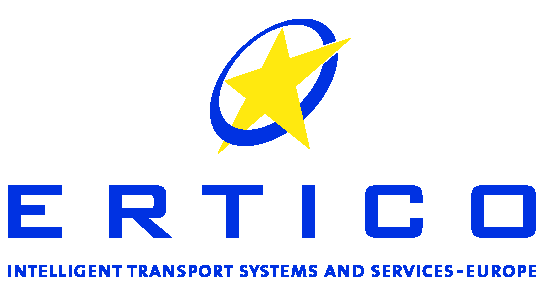 ERTICO
INTELLIGENT TRANSPORT SYSTEMS AND SERVICES-EUROPE